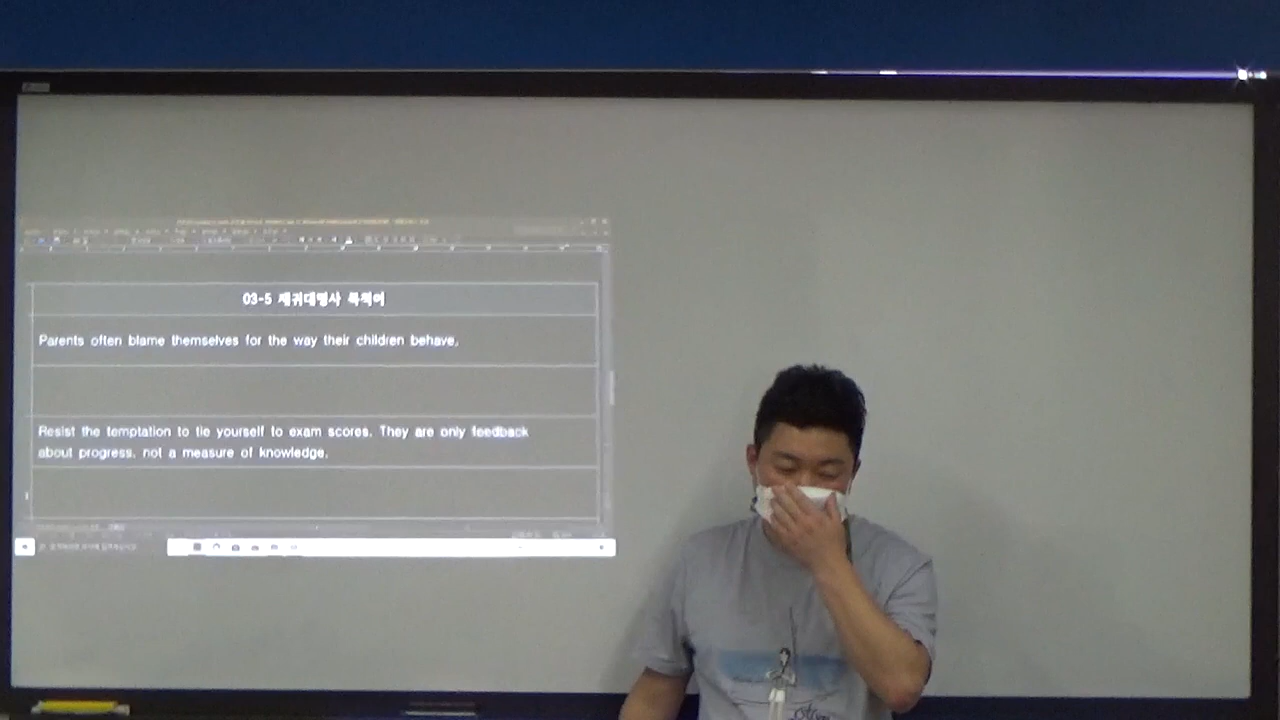 03-5 재귀대명사 목적어
Parents often blame themselves for the way their children behave.
Resist the temptation to tie yourself to exam scores. They are only feedback
about progress, not a measure of knowledge.